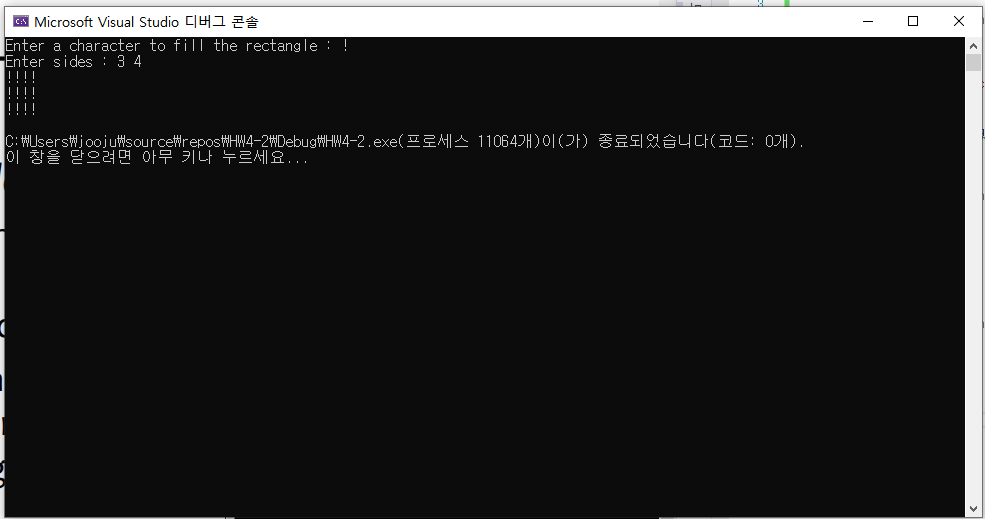 Microsoft Visual Studio 디버그 콘솔
Enter a character to fill the rectangle : !
Enter sides : 3 4
!!!!
!!!!
!!!!
C:₩Users₩jooju₩source₩repos₩HW4-2₩Debug₩HW4-2.exe(프로세스 11064개)이(가) 종료되었습니다(코드: 0개).
이 창을 닫으려면 아무 키나 누르세요...